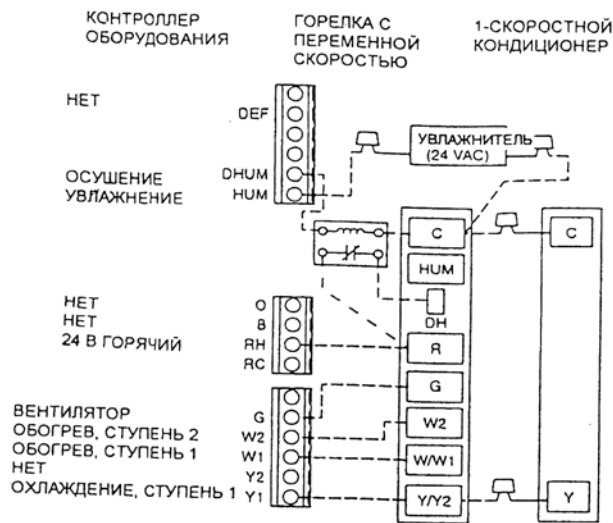 КОНТРОЛЛЕР
ОБОРУДОВАНИЯ
ГОРЕЛКА С
ПЕРЕМЕННОЙ
СКОРОСТЬЮ
1-СКОРОСТНОЙ
КОНДИЦИОНЕР
НЕТ
DEF
УВЛАЖНИТЕЛЬ
(24 VAC)
ОСУШЕНИЕ DHUM
УВЛАЖНЕНИЕ HUM
C
C
HUM
DH
НЕТ O
НЕТ B
24 В ГОРЯЧИЙ RH
RC
R
G
ВЕНТИЛЯТОР G
ОБОГРЕВ, СТУПЕНЬ 2 W2
W2
ОБОГРЕВ, СТУПЕНЬ 1 W1
W/W1
НЕТ Y2
ОХЛАЖДЕНИЕ, СТУПЕНЬ 1 Y1
Y/Y2
Y